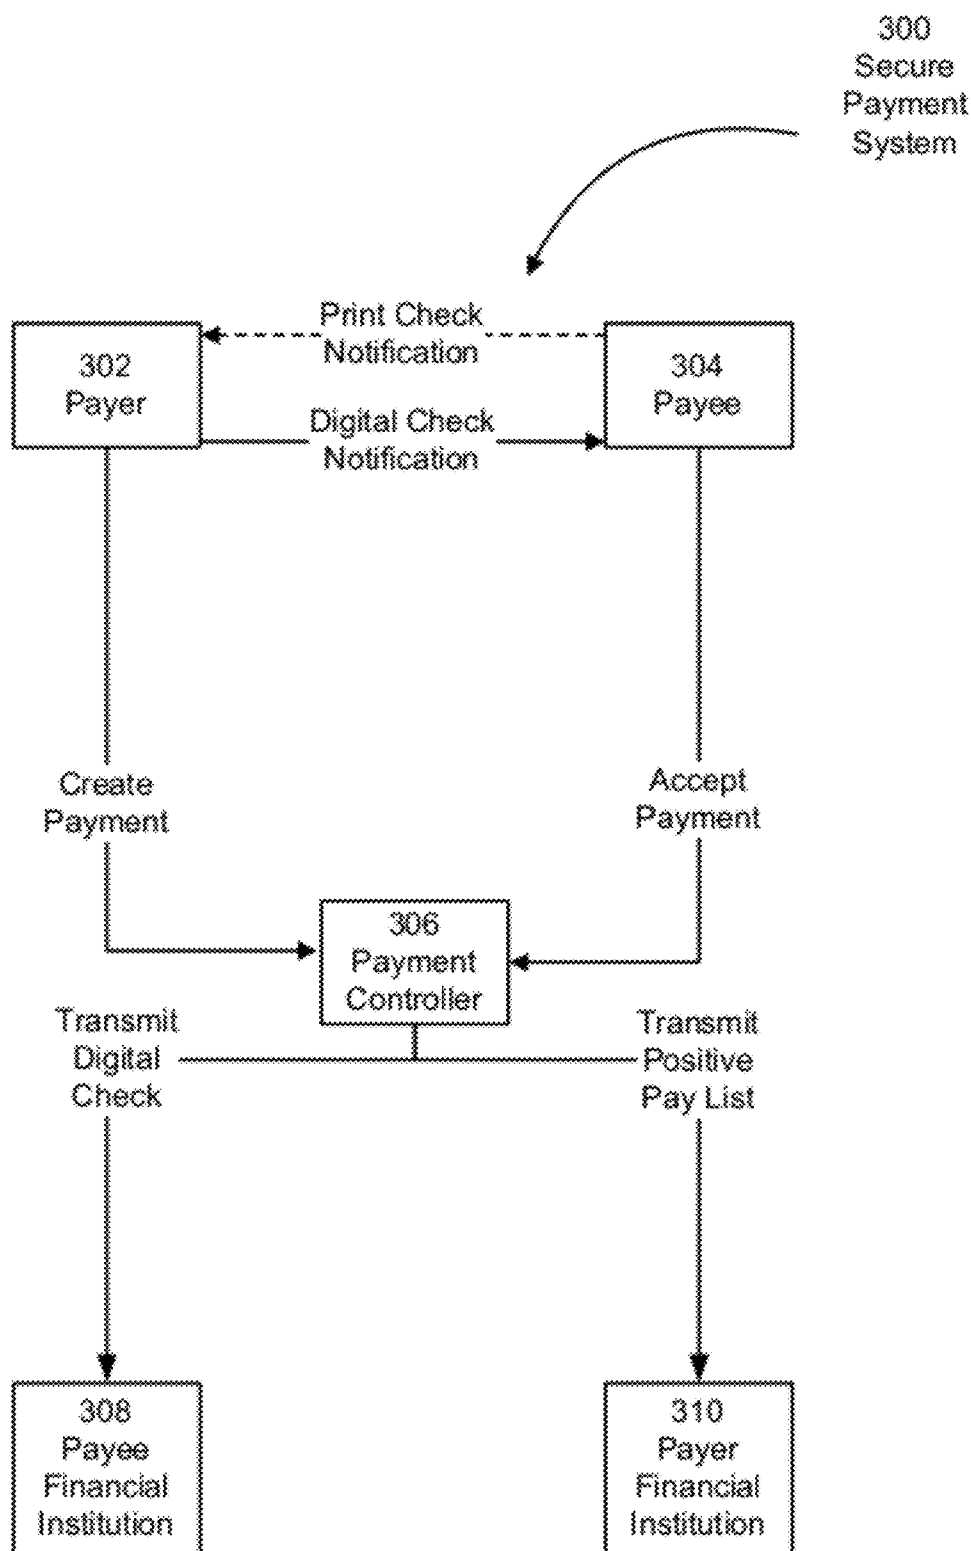 300
Secure
Payment
System
Print Check
Notification
302
Payer
304
Payee
Digital Check
Notification
Create
Payment
Accept
Payment
306
Payment
Controller
Transmit
Digital
Check
Transmit
Positive
Pay List
308
Payee
Financial
Institution
310
Payer
Financial
Institution